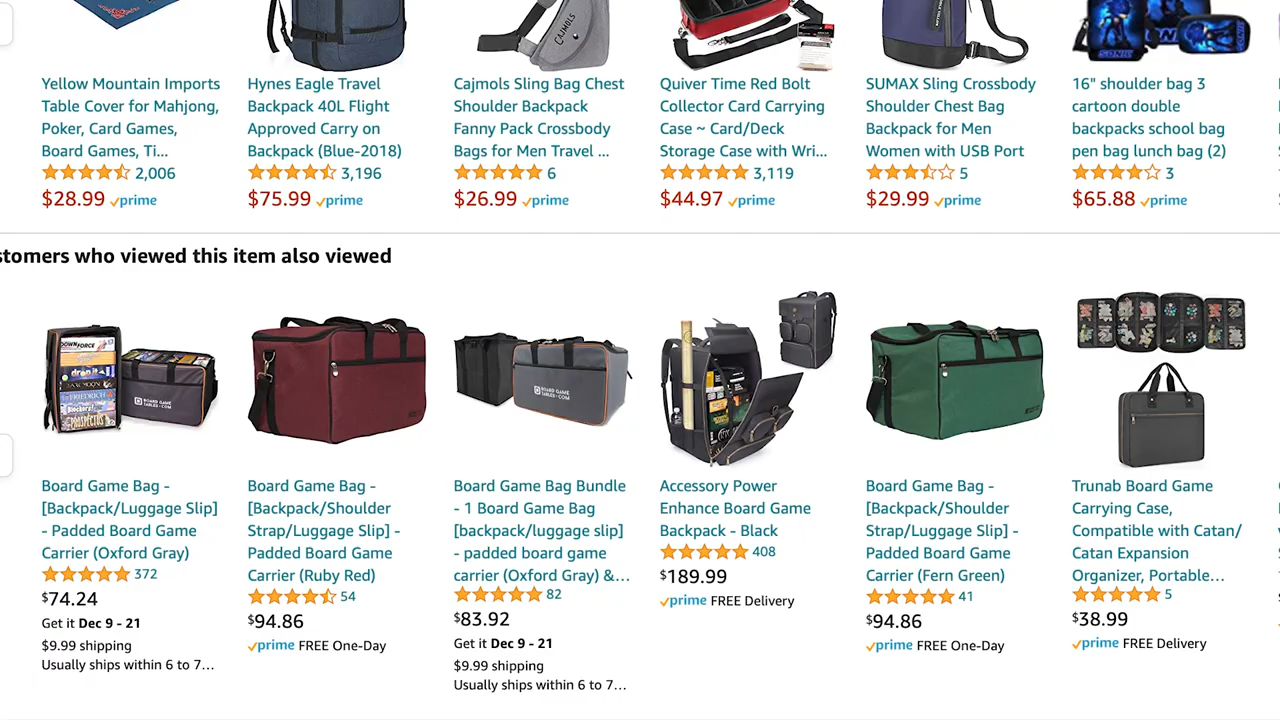 CAJMOLS
SONIC
Yellow Mountain Imports
Table Cover for Mahjong,
Poker, Card Games,
Board Games, Ti...
2,006
$28.99 prime
Hynes Eagle Travel
Backpack 40L Flight
Approved Carry on
Backpack (Blue-2018)
3,196
$75.99 prime
Cajmols Sling Bag Chest
Shoulder Backpack
Fanny Pack Crossbody
Bags for Men Travel ...
6
$26.99 prime
Quiver Time Red Bolt
Collector Card Carrying
Case ~ Card/Deck
Storage Case with Wri...
3,119
$44.97 prime
SUMAX Sling Crossbody
Shoulder Chest Bag
Backpack for Men
Women with USB Port
5
$29.99 prime
16" shoulder bag 3
cartoon double
backpacks school bag
pen bag lunch bag (2)
3
$65.88 prime
stomers who viewed this item also viewed
DOWNFORCE
FRIEDRICH
PROSPECTUS
BOARD GAME
TABLES.COM
BOARD GAME
TABLES.COM
Board Game Bag -
[Backpack/Luggage Slip]
- Padded Board Game
Carrier (Oxford Gray)
372
$74.24
Get it Dec 9 - 21
$9.99 shipping
Usually ships within 6 to 7...
Board Game Bag -
[Backpack/Shoulder
Strap/Luggage Slip] -
Padded Board Game
Carrier (Ruby Red)
54
$94.86
prime FREE One-Day
Board Game Bag Bundle
- 1 Board Game Bag
[backpack/luggage slip]
- padded board game
carrier (Oxford Gray) &...
82
$83.92
Get it Dec 9 - 21
$9.99 shipping
Usually ships within 6 to 7...
Accessory Power
Enhance Board Game
Backpack - Black
408
$189.99
prime FREE Delivery
Board Game Bag -
[Backpack/Shoulder
Strap/Luggage Slip] -
Padded Board Game
Carrier (Fern Green)
41
$94.86
prime FREE One-Day
Trunab Board Game
Carrying Case,
Compatible with Catan/
Catan Expansion
Organizer, Portable...
5
$38.99
prime FREE Delivery